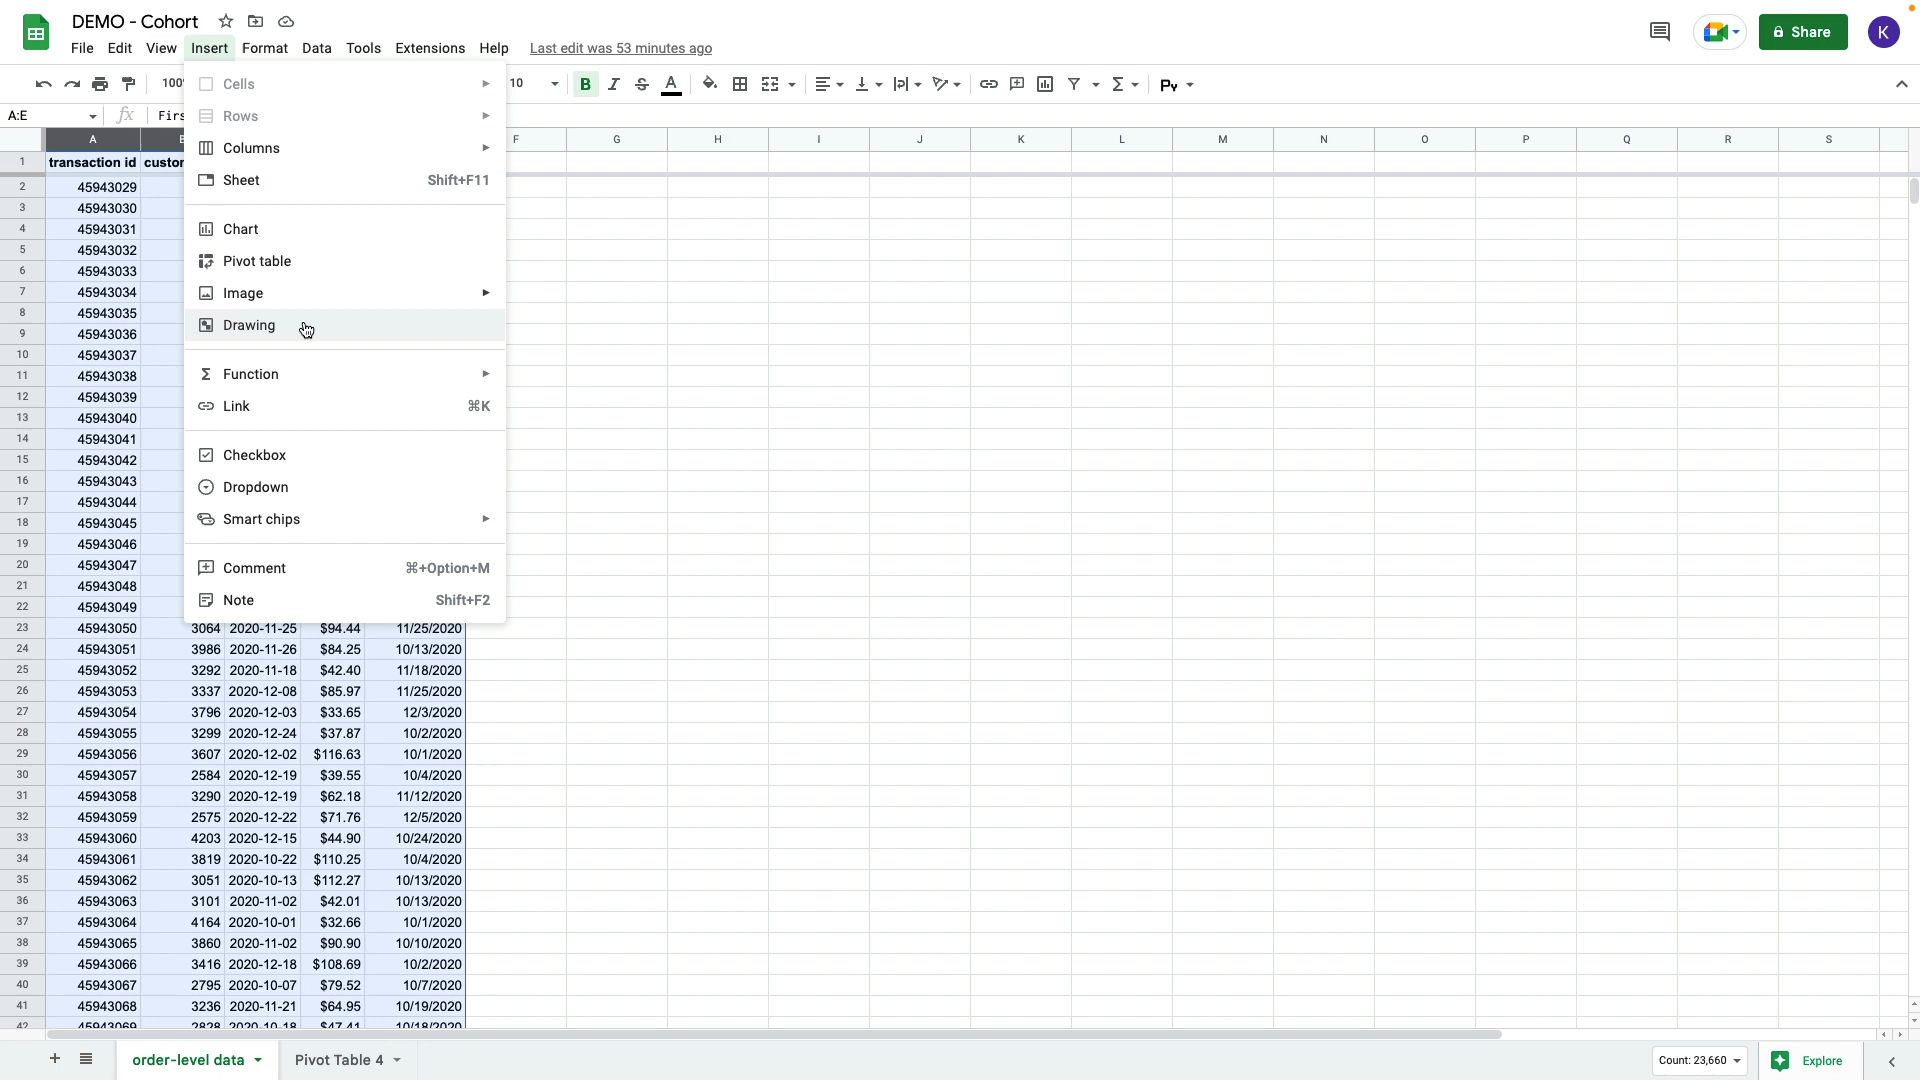 DEMO - Cohort
File Edit View Insert Format Data Tools Extensions Help Last edit was 53 minutes ago
Share
K
10
B I A
Py
A:E
fx
A F G H I J K L M N O P Q R S
1 transaction id
2 45943029
3 45943030
4 45943031
5 45943032
6 45943033
7 45943034
8 45943035
9 45943036
10 45943037
11 45943038
12 45943039
13 45943040
14 45943041
15 45943042
16 45943043
17 45943044
18 45943045
19 45943046
20 45943047
21 45943048
22 45943049
23 45943050 3064 2020-11-25 $94.44 11/25/2020
24 45943051 3986 2020-11-26 $84.25 10/13/2020
25 45943052 3292 2020-11-18 $42.40 11/18/2020
26 45943053 3337 2020-12-08 $85.97 11/25/2020
27 45943054 3796 2020-12-03 $33.65 12/3/2020
28 45943055 3299 2020-12-24 $37.87 10/2/2020
29 45943056 3607 2020-12-02 $116.63 10/1/2020
30 45943057 2584 2020-12-19 $39.55 10/4/2020
31 45943058 3290 2020-12-19 $62.18 11/12/2020
32 45943059 2575 2020-12-22 $71.76 12/5/2020
33 45943060 4203 2020-12-15 $44.90 10/24/2020
34 45943061 3819 2020-10-22 $110.25 10/4/2020
35 45943062 3051 2020-10-13 $112.27 10/13/2020
36 45943063 3101 2020-11-02 $42.01 10/13/2020
37 45943064 4164 2020-10-01 $32.66 10/1/2020
38 45943065 3860 2020-11-02 $90.90 10/10/2020
39 45943066 3416 2020-12-18 $108.69 10/2/2020
40 45943067 2795 2020-10-07 $79.52 10/7/2020
41 45943068 3236 2020-11-21 $64.95 10/19/2020
42 45943069 2828 2020-10-18 $47.41 10/18/2020
Cells
Rows
Columns
Sheet Shift+F11
Chart
Pivot table
Image
Drawing
Function
Link ⌘K
Checkbox
Dropdown
Smart chips
Comment ⌘+Option+M
Note Shift+F2
order-level data Pivot Table 4
Count: 23,660
Explore